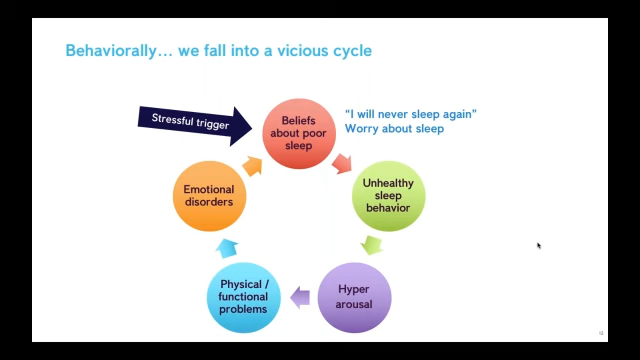 Behaviorally... we fall into a vicious cycle
Stressful trigger
Beliefs
about poor
sleep
"I will never sleep again"
Worry about sleep
Unhealthy
sleep
behavior
Hyper
arousal
Physical /
functional
problems
Emotional
disorders